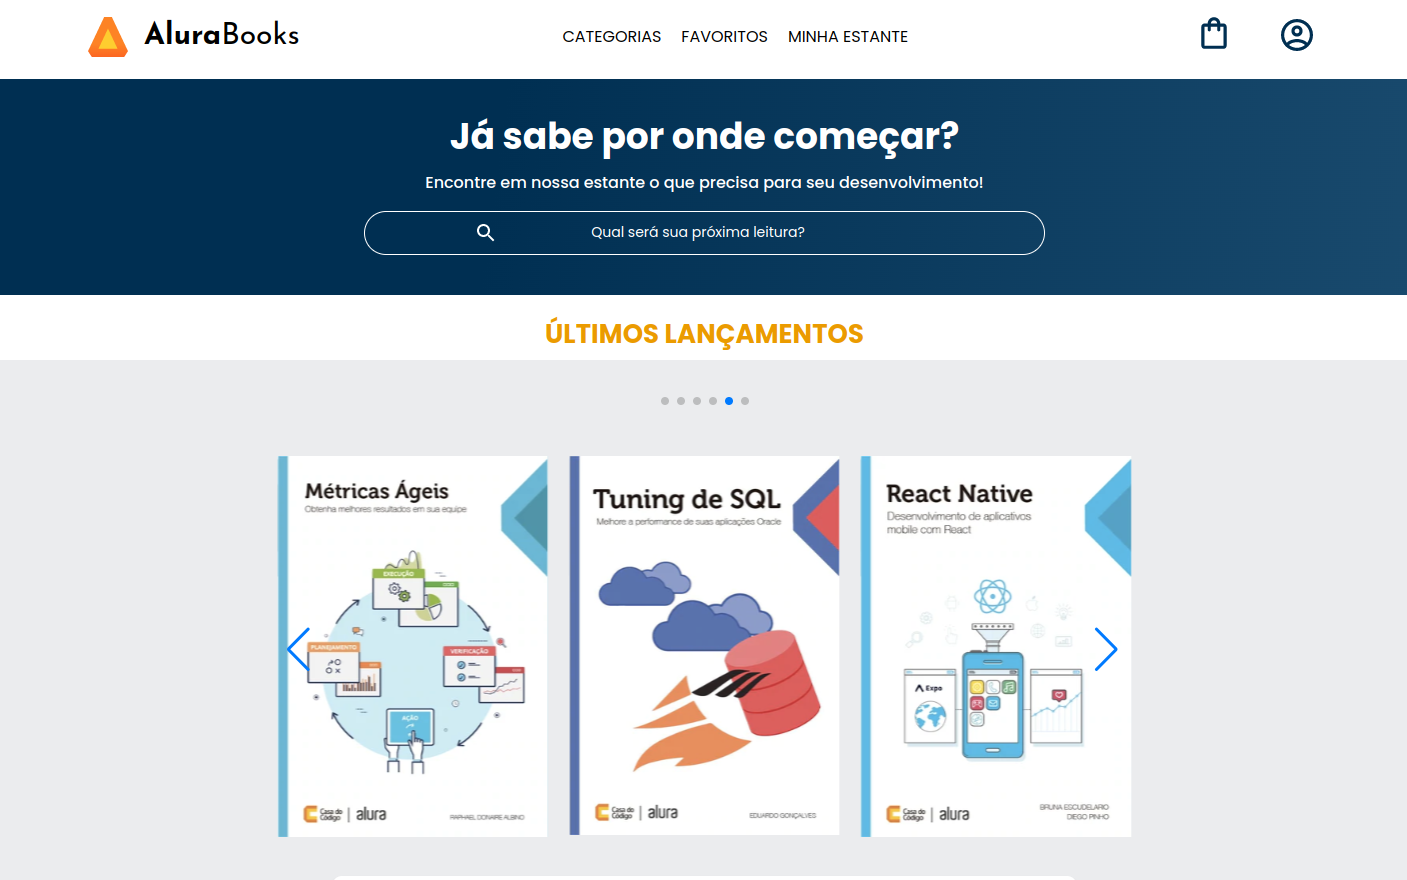 AluraBooks
CATEGORIAS FAVORITOS MINHA ESTANTE
Já sabe por onde começar?
Encontre em nossa estante o que precisa para seu desenvolvimento!
Qual será sua próxima leitura?
ÚLTIMOS LANÇAMENTOS
Métricas Ágeis
Obtenha melhores resultados em sua equipe
EXECUÇÃO
PLANEJAMENTO
VERIFICAÇÃO
AÇÃO
Casa do
Código
alura
RAPHAEL DONAIRE ALBINO
Tuning de SQL
Melhore a performance de suas aplicações Oracle
Casa do
Código
alura
EDUARDO GONÇALVES
React Native
Desenvolvimento de aplicativos
mobile com React
Expo
Casa do
Código
alura
BRUNA ESCUDELARIO
DIEGO PINHO